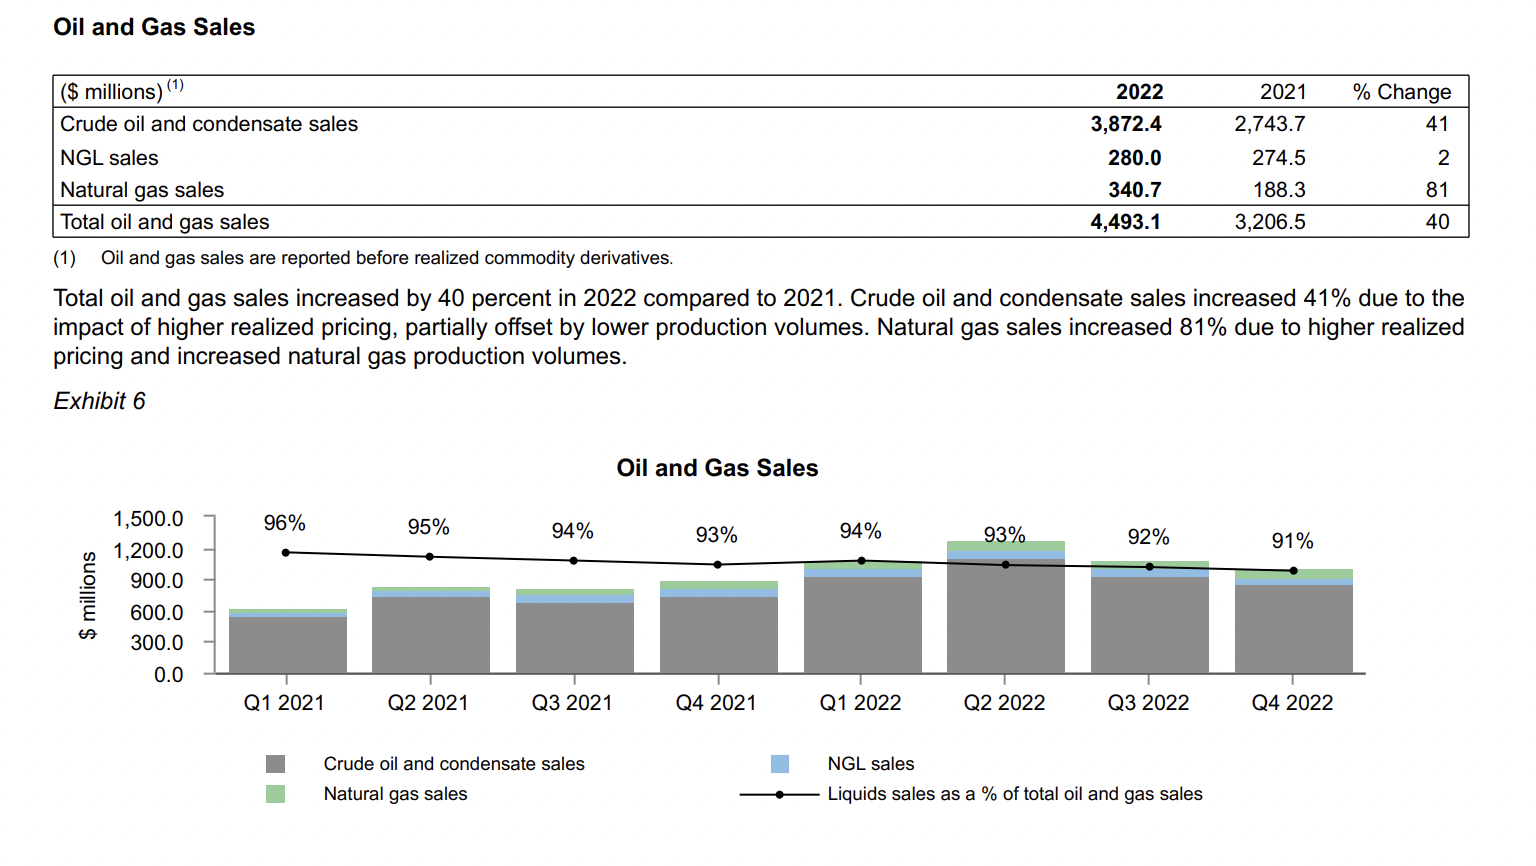 Oil and Gas Sales
($ millions) (1) 2022 2021 % Change
Crude oil and condensate sales 3,872.4 2,743.7 41
NGL sales 280.0 274.5 2
Natural gas sales 340.7 188.3 81
Total oil and gas sales 4,493.1 3,206.5 40
(1) Oil and gas sales are reported before realized commodity derivatives.
Total oil and gas sales increased by 40 percent in 2022 compared to 2021. Crude oil and condensate sales increased 41% due to the
impact of higher realized pricing, partially offset by lower production volumes. Natural gas sales increased 81% due to higher realized
pricing and increased natural gas production volumes.
Exhibit 6
Oil and Gas Sales
$ millions
1,500.0
1,200.0
900.0
600.0
300.0
0.0
96% 95% 94% 93% 94% 93% 92% 91%
Q1 2021 Q2 2021 Q3 2021 Q4 2021 Q1 2022 Q2 2022 Q3 2022 Q4 2022
Crude oil and condensate sales NGL sales
Natural gas sales Liquids sales as a % of total oil and gas sales